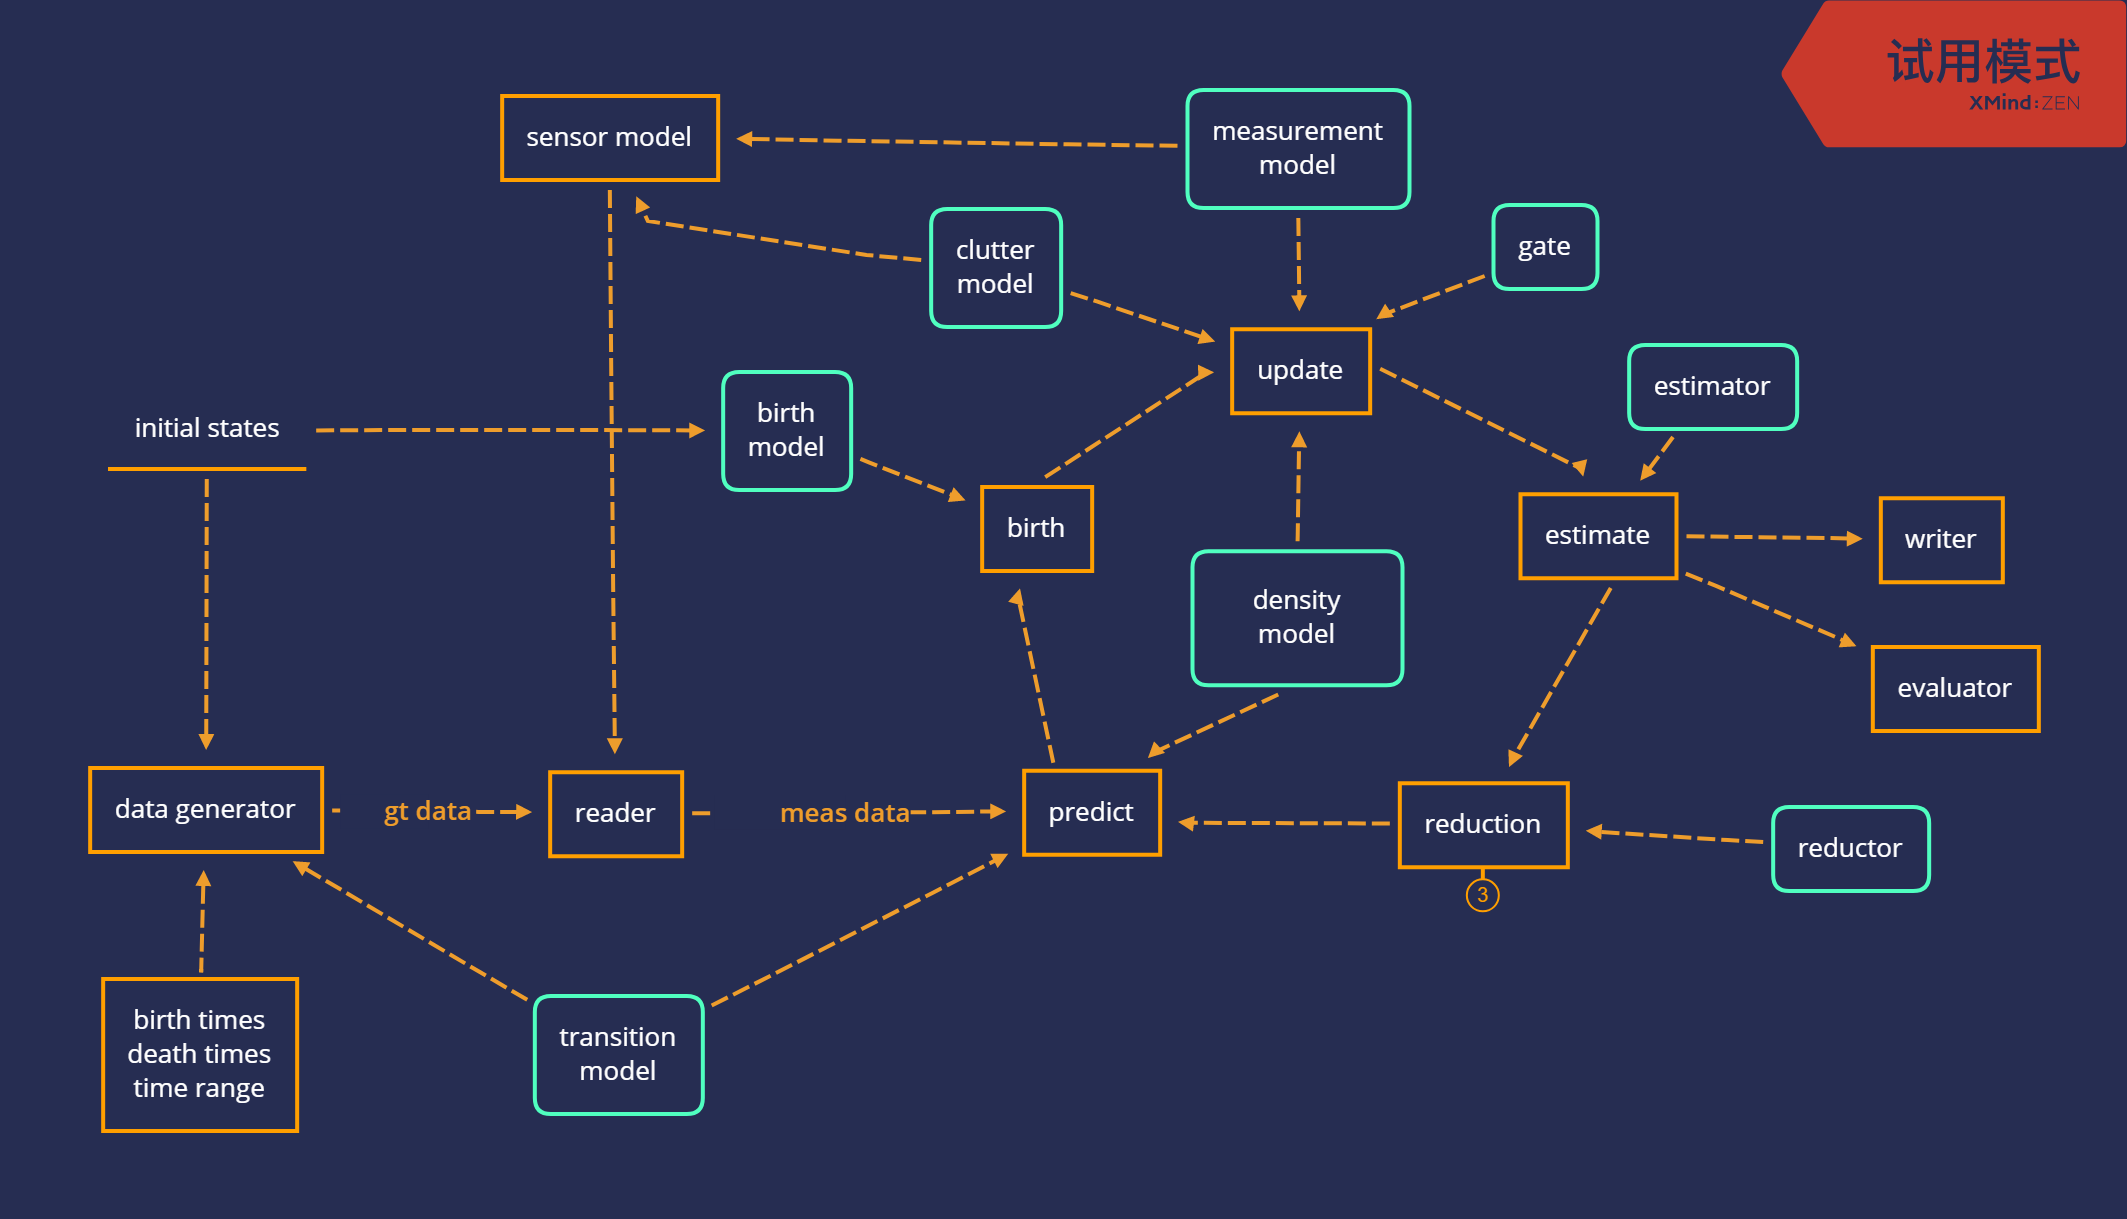 试用模式
XMind:ZEN
sensor model
measurement
model
clutter
model
gate
update
estimator
birth
model
initial states
birth
estimate
writer
density
model
evaluator
data generator
gt data
reader
meas data
predict
reduction
3
reductor
birth times
death times
time range
transition
model